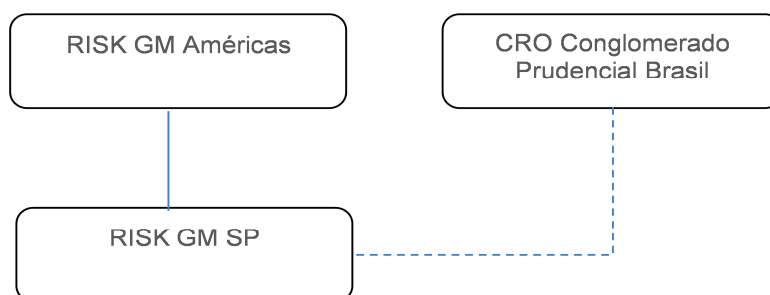 RISK GM Américas
CRO Conglomerado
Prudencial Brasil
RISK GM SP